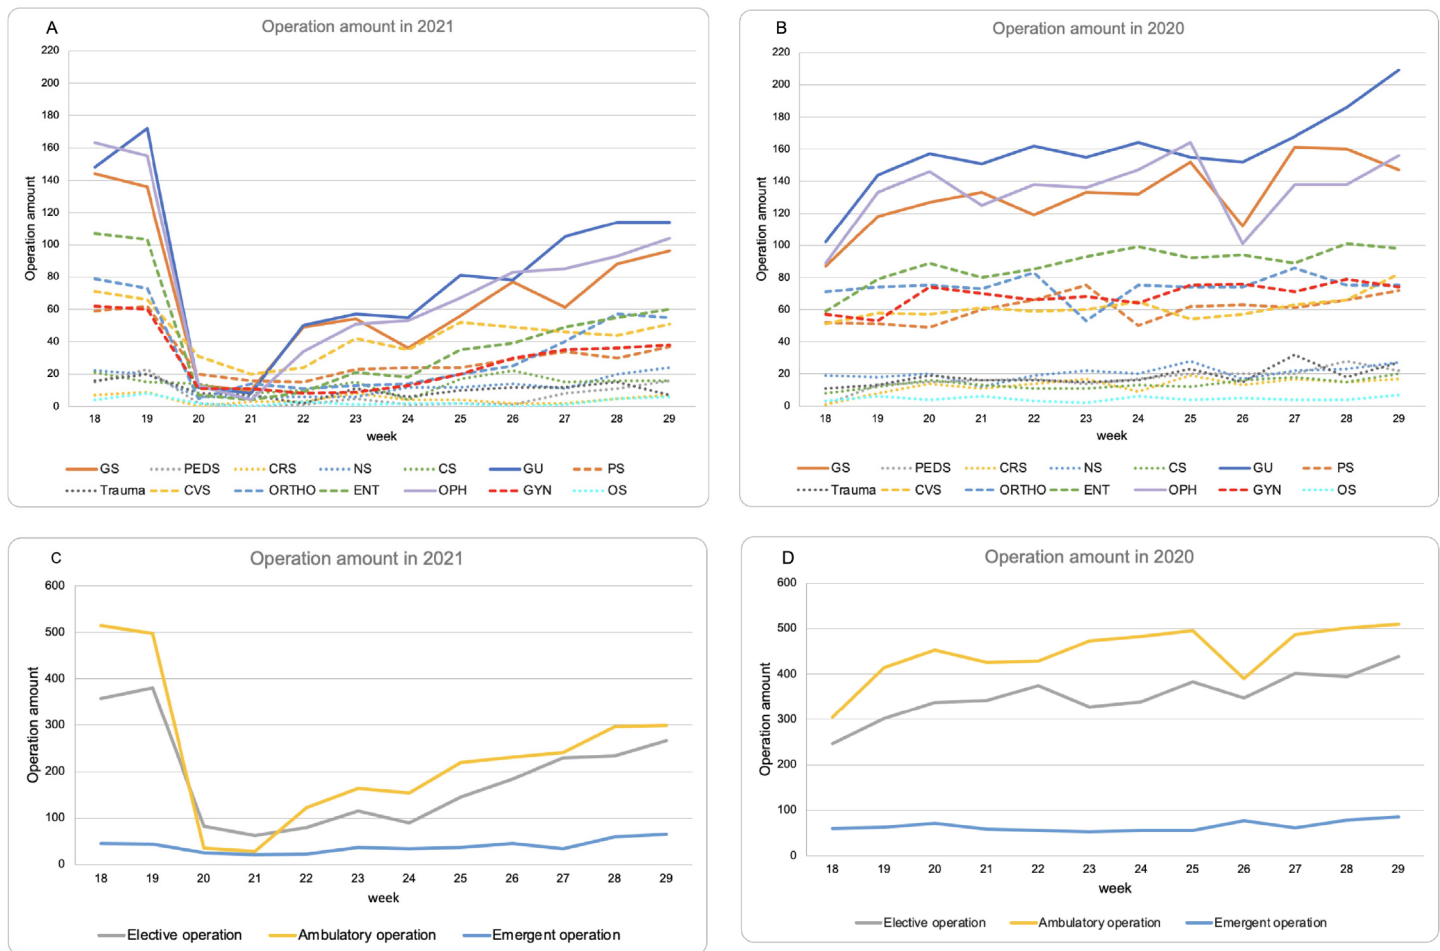 A
Operation amount in 2021
220
200
180
160
140
120
100
80
60
40
20
0
Operation amount
18 19 20 21 22 23 24 25 26 27 28 29
week
GS PEDS CRS NS CS GU PS
Trauma CVS ORTHO ENT OPH GYN OS
B
Operation amount in 2020
220
200
180
160
140
120
100
80
60
40
20
0
Operation amount
18 19 20 21 22 23 24 25 26 27 28 29
week
GS PEDS CRS NS CS GU PS
Trauma CVS ORTHO ENT OPH GYN OS
C
Operation amount in 2021
600
500
400
300
200
100
0
Operation amount
18 19 20 21 22 23 24 25 26 27 28 29
week
Elective operation Ambulatory operation Emergent operation
D
Operation amount in 2020
600
500
400
300
200
100
0
Operation amount
18 19 20 21 22 23 24 25 26 27 28 29
week
Elective operation Ambulatory operation Emergent operation